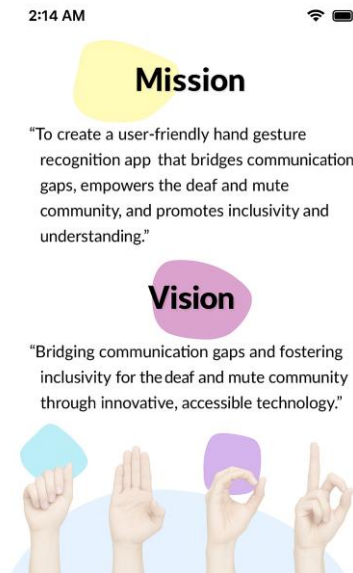 2:14 AM
Mission
“To create a user-friendly hand gesture
recognition app that bridges communication
gaps, empowers the deaf and mute
community, and promotes inclusivity and
understanding.”
Vision
“Bridging communication gaps and fostering
inclusivity for the deaf and mute community
through innovative, accessible technology.”